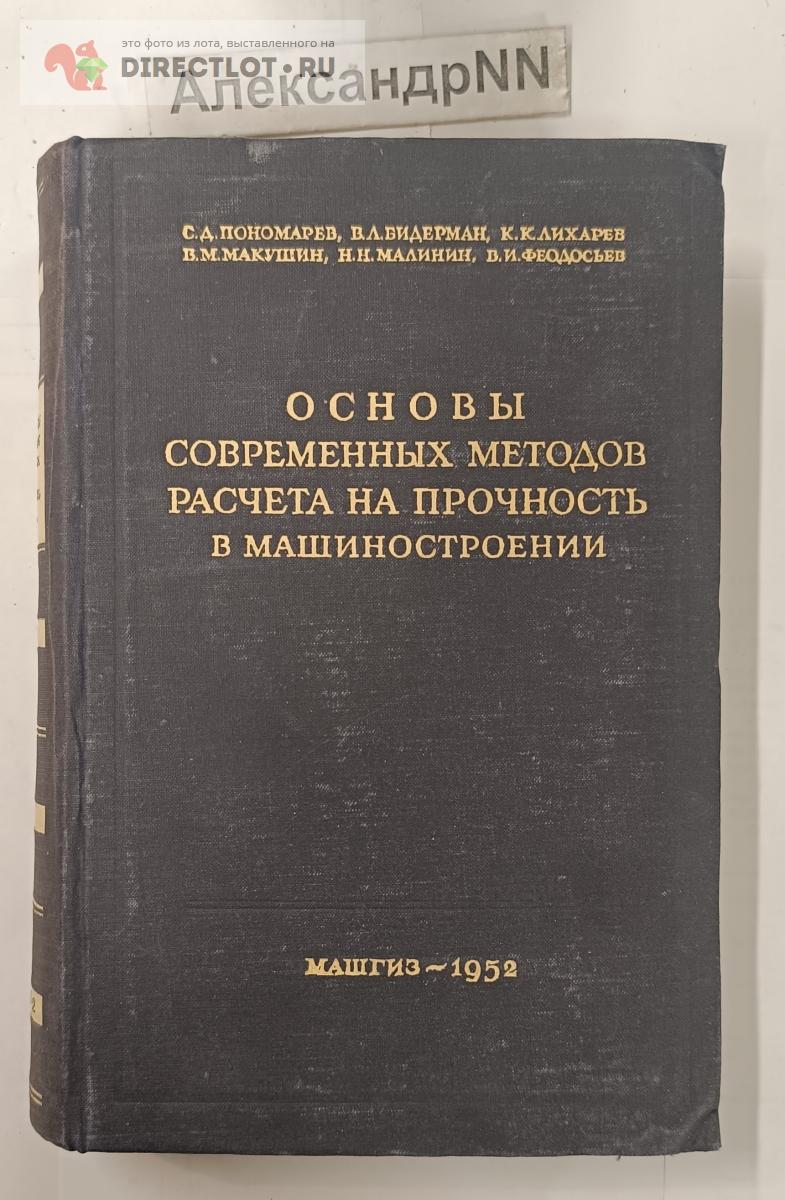 это фото из лота, выставленного на
DIRECTLOT.RU
АлександрNN
С.Д.ПОНОМАРЕВ, В.Л.БИДЕРМАН, К.К.ЛИХАРЕВ
В.М.МАКУШИН, Н.Н.МАЛИНИН, В.И.ФЕОДОСЬЕВ
ОСНОВЫ
СОВРЕМЕННЫХ МЕТОДОВ
РАСЧЕТА НА ПРОЧНОСТЬ
В МАШИНОСТРОЕНИИ
МАШГИЗ~1952